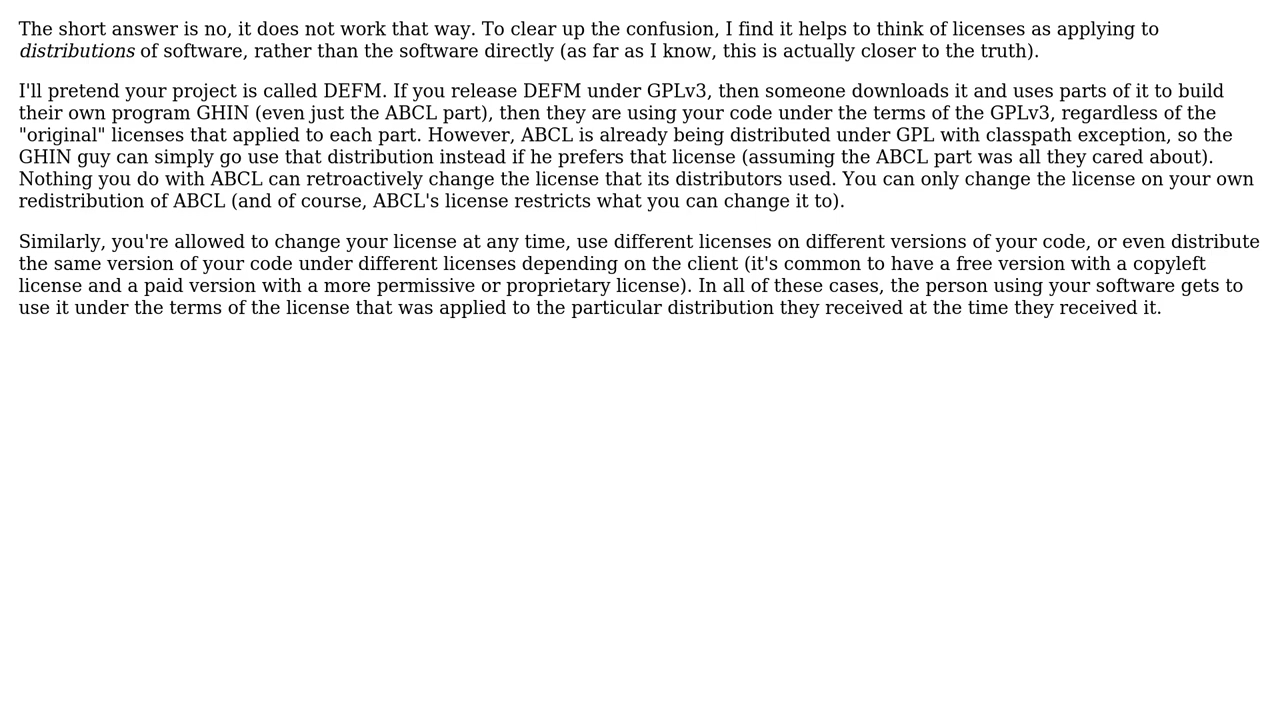 The short answer is no, it does not work that way. To clear up the confusion, I find it helps to think of licenses as applying to
distributions of software, rather than the software directly (as far as I know, this is actually closer to the truth).
I'll pretend your project is called DEFM. If you release DEFM under GPLv3, then someone downloads it and uses parts of it to build
their own program GHIN (even just the ABCL part), then they are using your code under the terms of the GPLv3, regardless of the
"original" licenses that applied to each part. However, ABCL is already being distributed under GPL with classpath exception, so the
GHIN guy can simply go use that distribution instead if he prefers that license (assuming the ABCL part was all they cared about).
Nothing you do with ABCL can retroactively change the license that its distributors used. You can only change the license on your own
redistribution of ABCL (and of course, ABCL's license restricts what you can change it to).
Similarly, you're allowed to change your license at any time, use different licenses on different versions of your code, or even distribute
the same version of your code under different licenses depending on the client (it's common to have a free version with a copyleft
license and a paid version with a more permissive or proprietary license). In all of these cases, the person using your software gets to
use it under the terms of the license that was applied to the particular distribution they received at the time they received it.